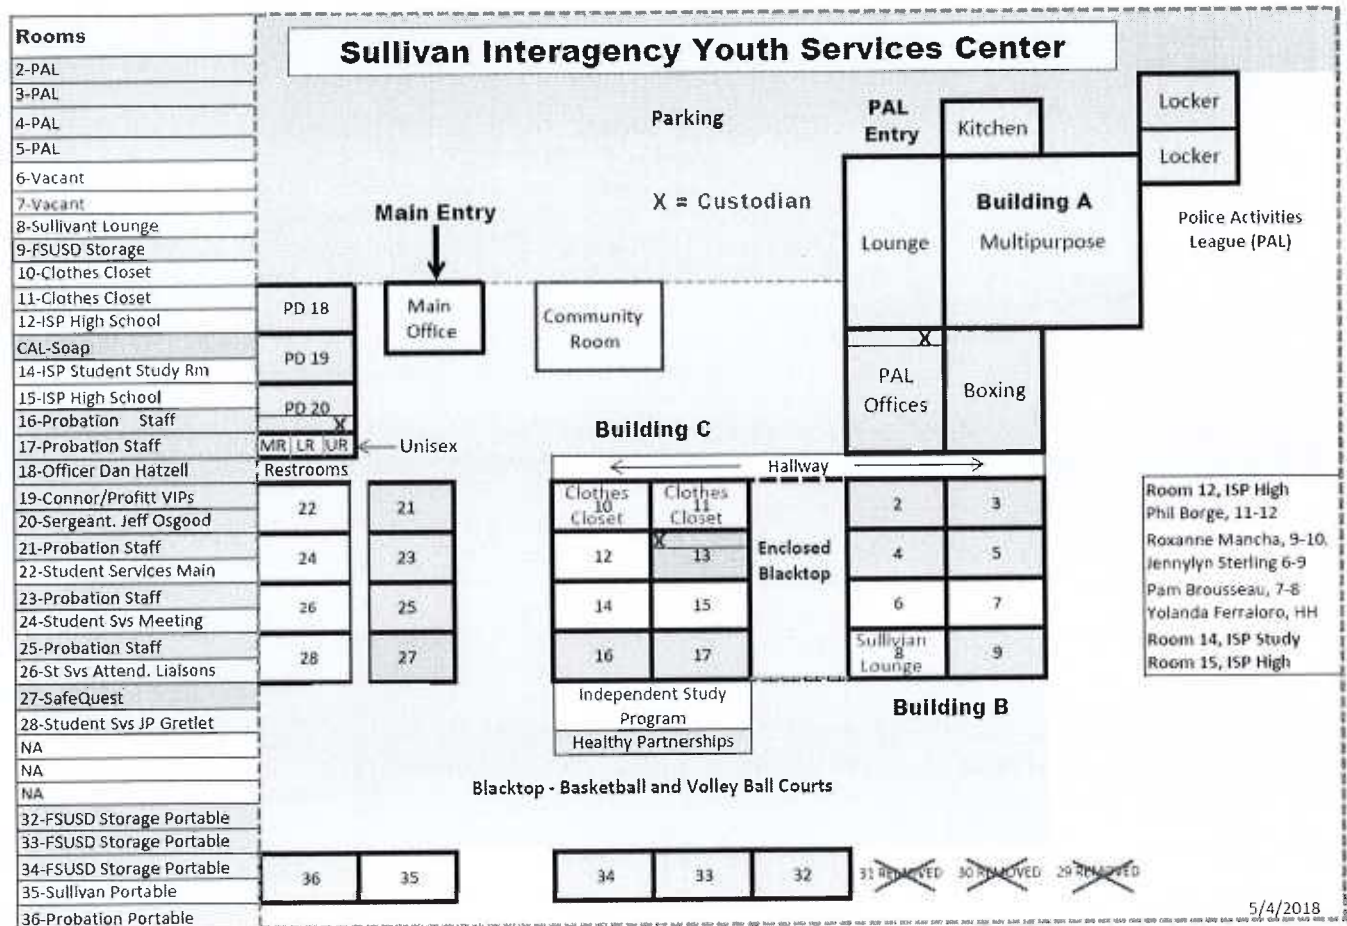 Rooms
2-PAL
3-PAL
4-PAL
5-PAL
6-Vacant
7-Vacant
8-Sullivant Lounge
9-FSUSD Storage
10-Clothes Closet
11-Clothes Closet
12-ISP High School
CAL-Soap
14-ISP Student Study Rm
15-ISP High School
16-Probation Staff
17-Probation Staff
18-Officer Dan Hatzell
19-Connor/Profitt VIPs
20-Sergeant. Jeff Osgood
21-Probation Staff
22-Student Services Main
23-Probation Staff
24-Student Svs Meeting
25-Probation Staff
26-St Svs Attend. Liaisons
27-SafeQuest
28-Student Svs JP Gretlet
NA
NA
NA
32-FSUSD Storage Portable
33-FSUSD Storage Portable
34-FSUSD Storage Portable
35-Sullivan Portable
36-Probation Portable
Sullivan Interagency Youth Services Center
Parking
X = Custodian
PAL
Entry
Kitchen
Locker
Locker
Lounge
Building A
Multipurpose
Police Activities
League (PAL)
Main Entry
Main
Office
Community
Room
PD 18
PD 19
PD 20
X
MR LR UR
Unisex
Restrooms
X
PAL
Offices
Boxing
Building C
Hallway
22
21
24
23
26
25
28
27
Clothes
10
Closet
Clothes
11
Closet
12
X
13
14
15
16
17
Independent Study
Program
Healthy Partnerships
Enclosed
Blacktop
2
3
4
5
6
7
Sullivian
8
Lounge
9
Building B
Room 12, ISP High
Phil Borge, 11-12
Roxanne Mancha, 9-10,
Jennylyn Sterling 6-9
Pam Brousseau, 7-8
Yolanda Ferraloro, HH
Room 14, ISP Study
Room 15, ISP High
Blacktop - Basketball and Volley Ball Courts
36
35
34
33
32
31 REMOVED
30 REMOVED
29 REMOVED
5/4/2018